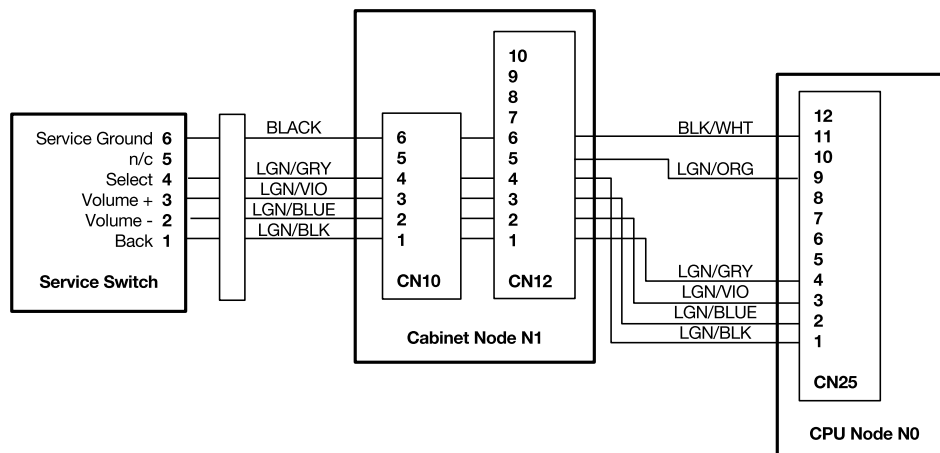 Service Ground 6
n/c 5
Select 4
Volume + 3
Volume - 2
Back 1
Service Switch
BLACK
LGN/GRY
LGN/VIO
LGN/BLUE
LGN/BLK
6
5
4
3
2
1
CN10
10
9
8
7
6
5
4
3
2
1
CN12
Cabinet Node N1
BLK/WHT
LGN/ORG
LGN/GRY
LGN/VIO
LGN/BLUE
LGN/BLK
12
11
10
9
8
7
6
5
4
3
2
1
CN25
CPU Node N0